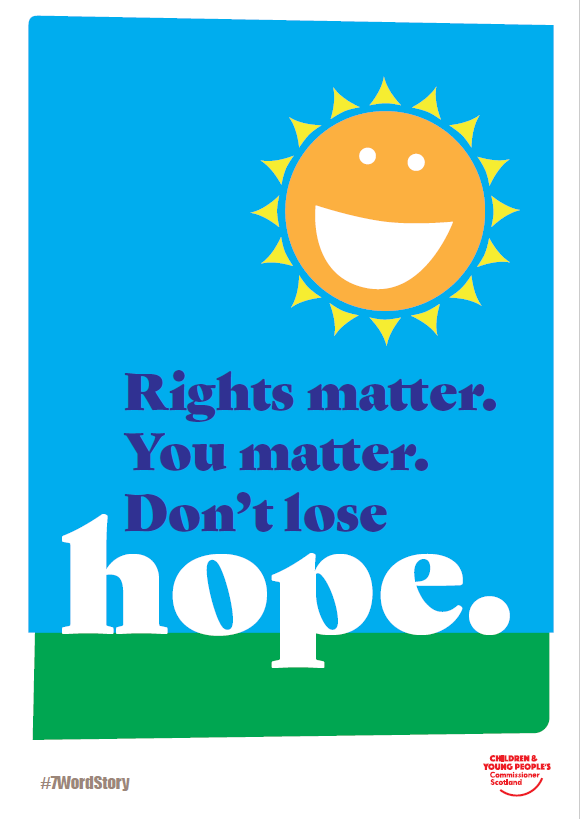 Rights matter.
You matter.
Don't lose
hope.
#7WordStory
CHILDREN &
YOUNG PEOPLE'S
Commissioner
Scotland